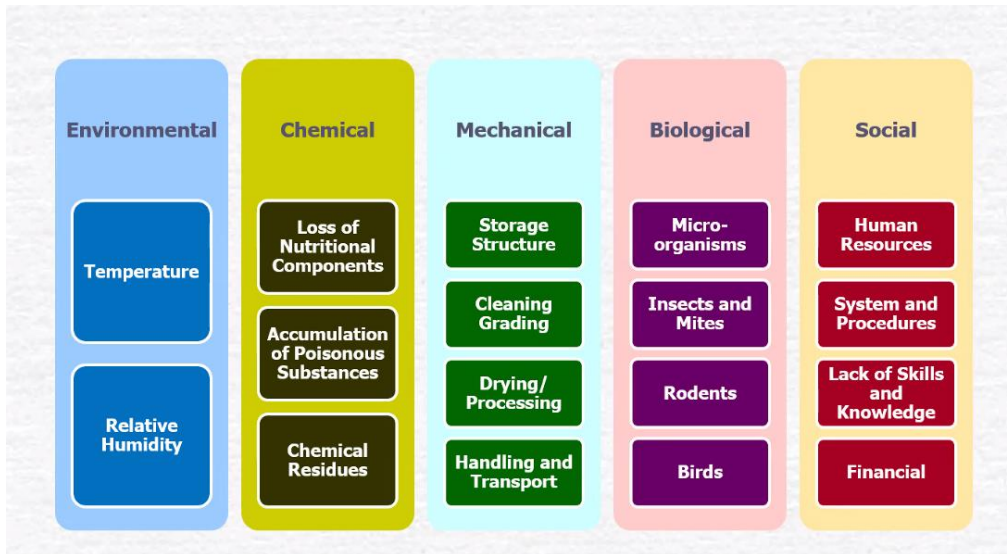 Environmental
Temperature
Relative
Humidity
Chemical
Loss of
Nutritional
Components
Accumulation
of Poisonous
Substances
Chemical
Residues
Mechanical
Storage
Structure
Cleaning
Grading
Drying/
Processing
Handling and
Transport
Biological
Micro-
organisms
Insects and
Mites
Rodents
Birds
Social
Human
Resources
System and
Procedures
Lack of Skills
and
Knowledge
Financial